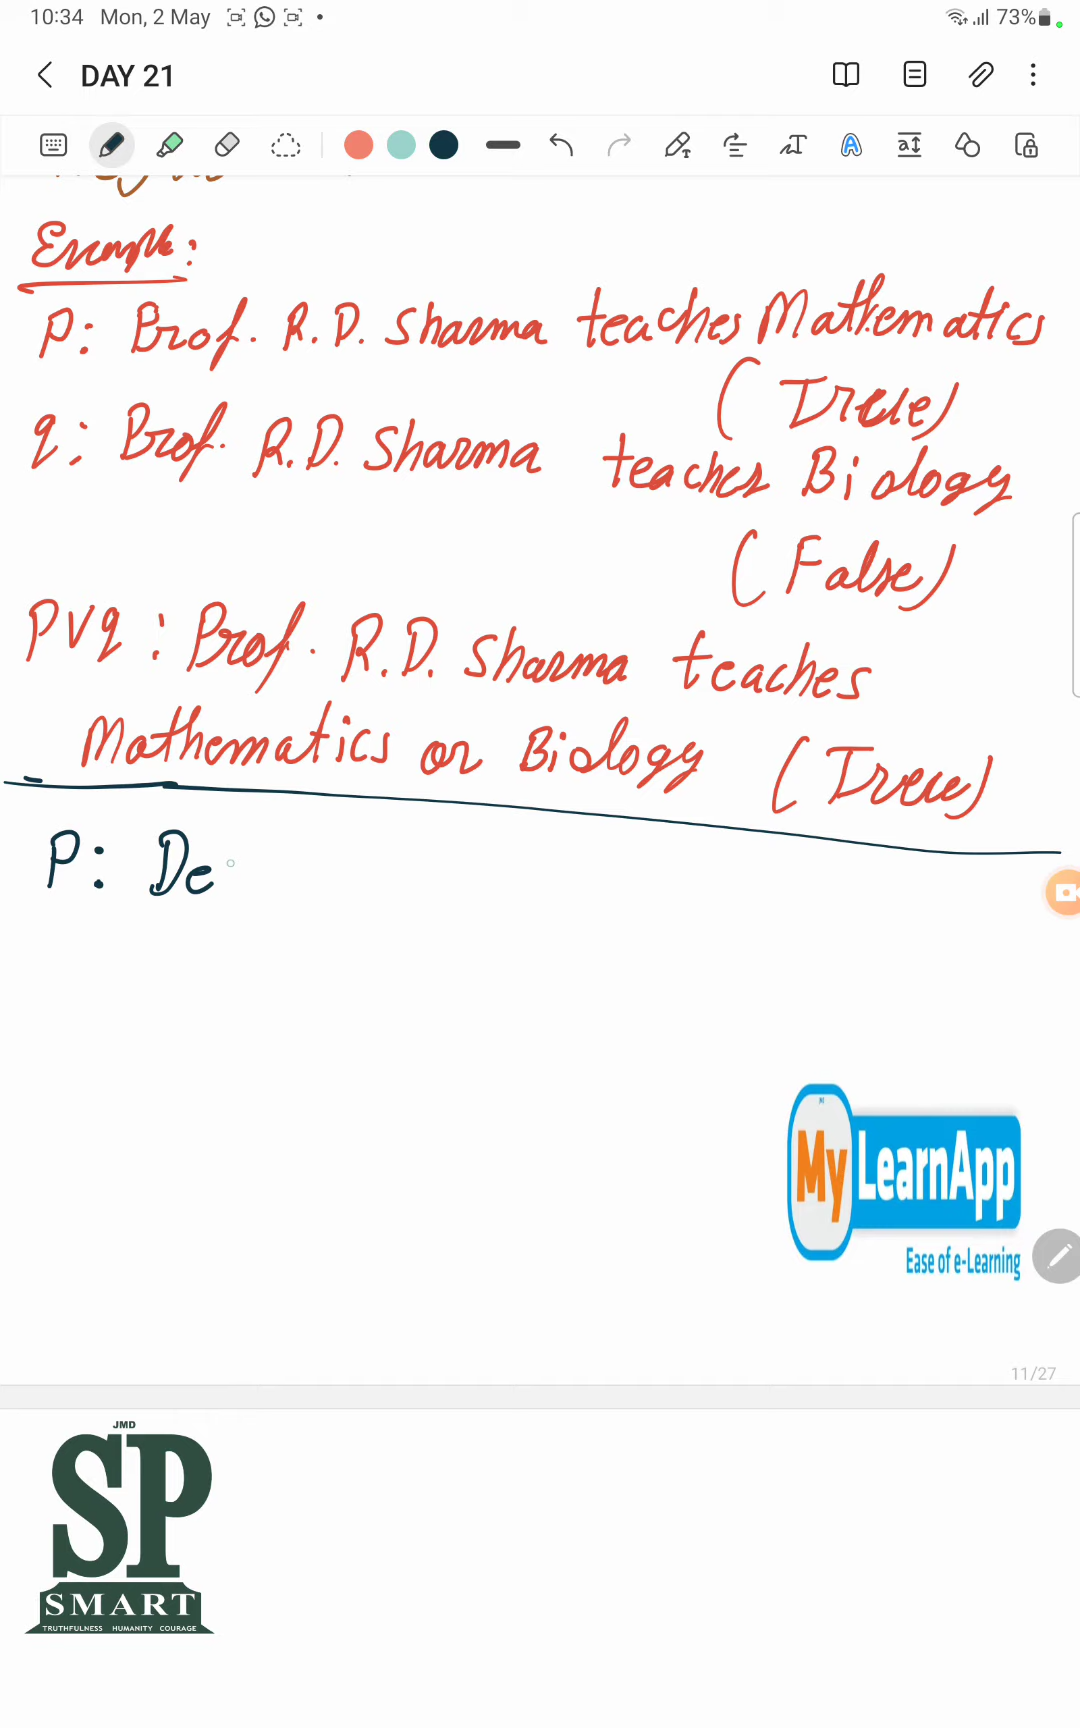 10:34 Mon, 2 May 73%
DAY 21
Example:
P: Prof. R.D. Sharma teaches Mathematics
(True)
q: Prof. R.D. Sharma teaches Biology
(False)
P∨q: Prof. R.D. Sharma teaches
Mathematics or Biology (True)
P: De
My LearnApp
Ease of e-Learning
11/27
JMD
SP
SMART
TRUTHFULNESS HUMANITY COURAGE